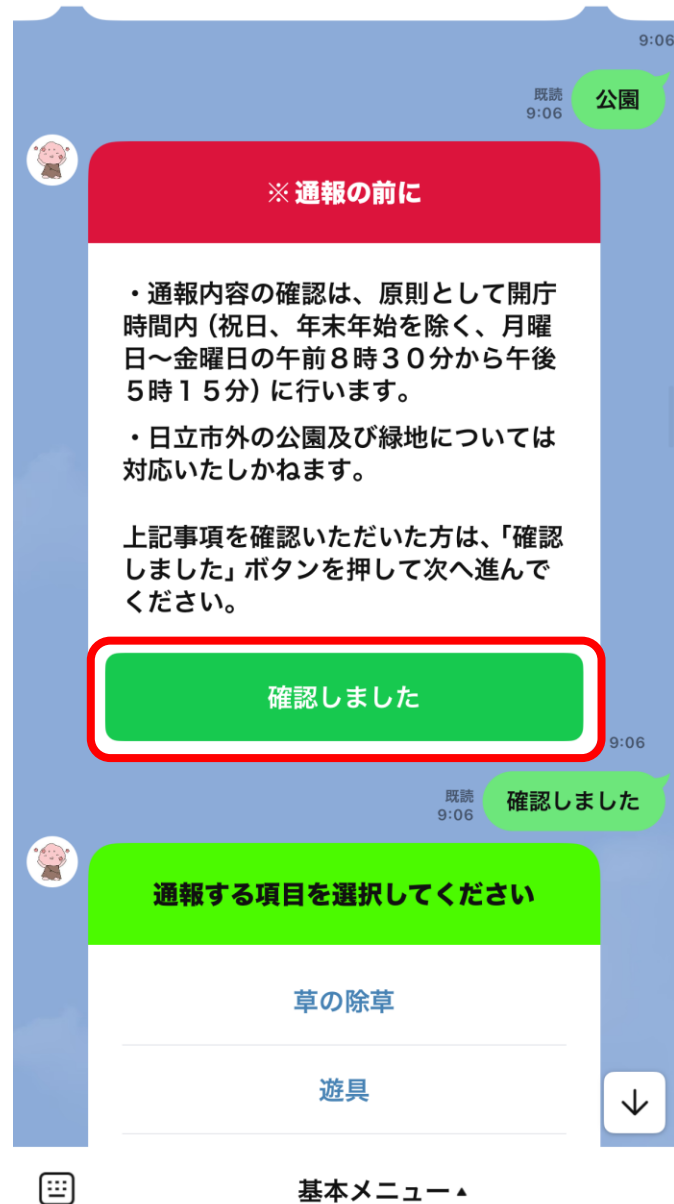 9:06
既読
9:06
公園
※通報の前に
・通報内容の確認は、原則として開庁
時間内（祝日、年末年始を除く、月曜
日～金曜日の午前８時３０分から午後
５時１５分）に行います。
・日立市外の公園及び緑地については
対応いたしかねます。
上記事項を確認いただいた方は、「確認
しました」ボタンを押して次へ進んで
ください。
確認しました
9:06
既読
9:06
確認しました
通報する項目を選択してください
草の除草
遊具
基本メニュー▲